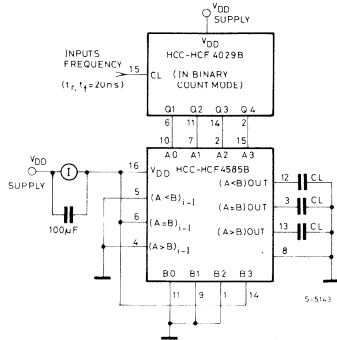 VDD
SUPPLY
VDD
HCC-HCF 4029B
INPUTS
FREQUENCY
(tr, tf=20ns)
15
CL
(IN BINARY
COUNT MODE)
Q1 Q2 Q3 Q4
6 11 14 2
10 7 2 15
A0 A1 A2 A3
HCC-HCF4585B
VDD
SUPPLY
I
100µF
16
VDD
5
(A<B)i-1
6
(A=B)i-1
4
(A>B)i-1
(A<B)OUT
12
CL
(A=B)OUT
3
CL
(A>B)OUT
13
CL
8
B0 B1 B2 B3
11 9 1 14
S-5143